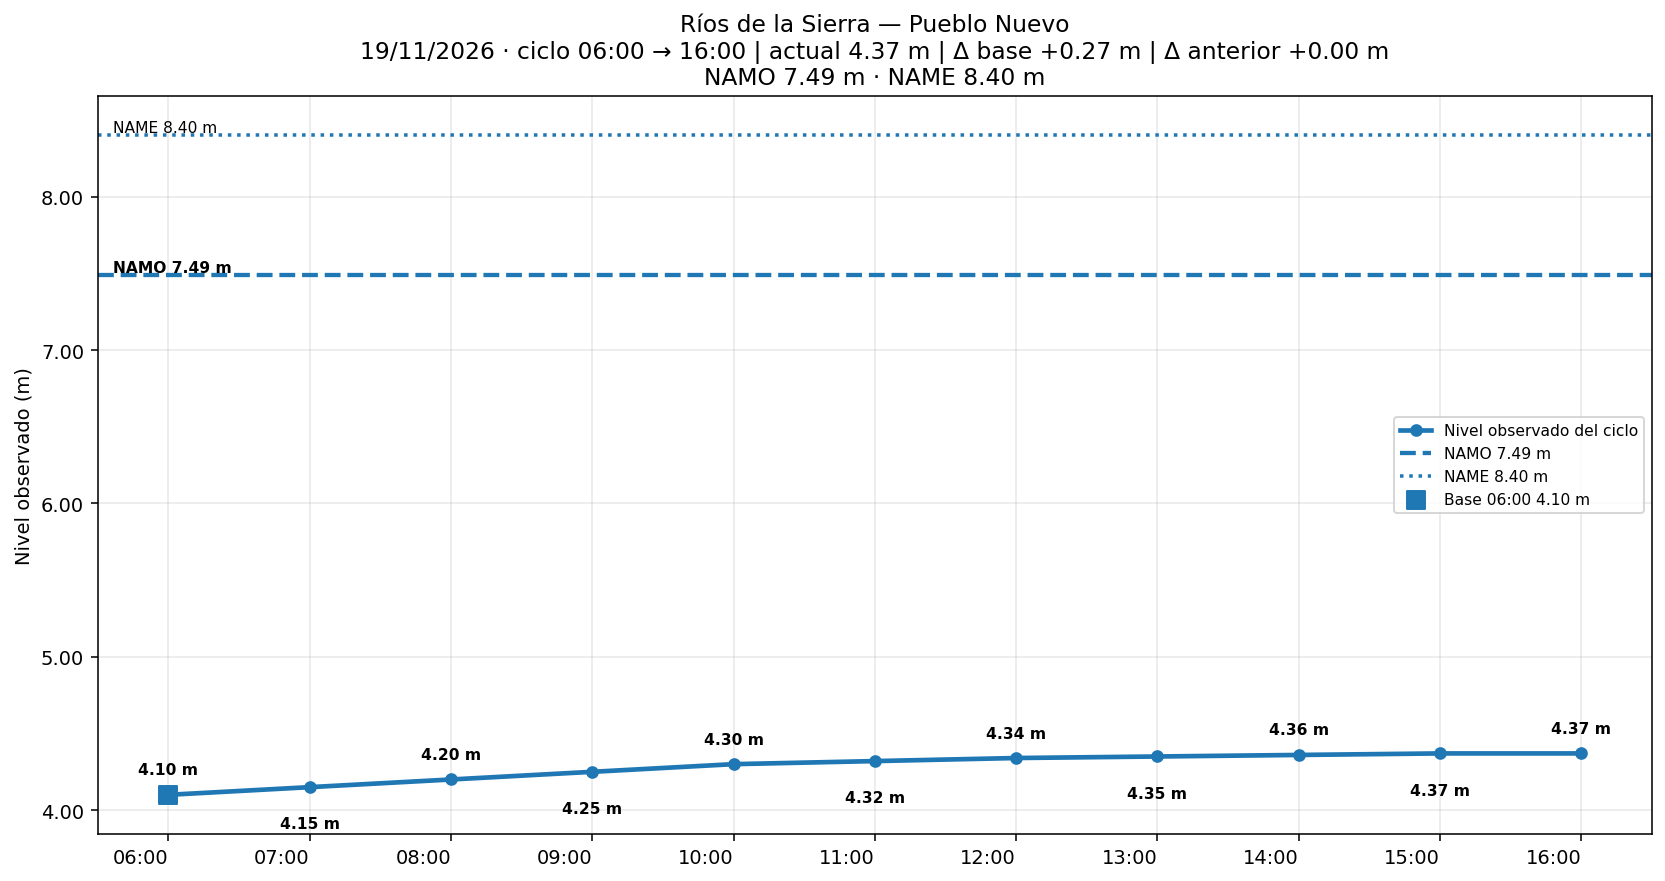 Ríos de la Sierra — Pueblo Nuevo
19/11/2026 · ciclo 06:00 → 16:00 | actual 4.37 m | Δ base +0.27 m | Δ anterior +0.00 m
NAMO 7.49 m · NAME 8.40 m
NAME 8.40 m
8.00
NAMO 7.49 m
7.00
Nivel observado (m)
Nivel observado del ciclo
NAMO 7.49 m
NAME 8.40 m
Base 06:00 4.10 m
6.00
5.00
4.10 m
4.15 m
4.20 m
4.25 m
4.30 m
4.32 m
4.34 m
4.35 m
4.36 m
4.37 m
4.37 m
4.00
06:00 07:00 08:00 09:00 10:00 11:00 12:00 13:00 14:00 15:00 16:00